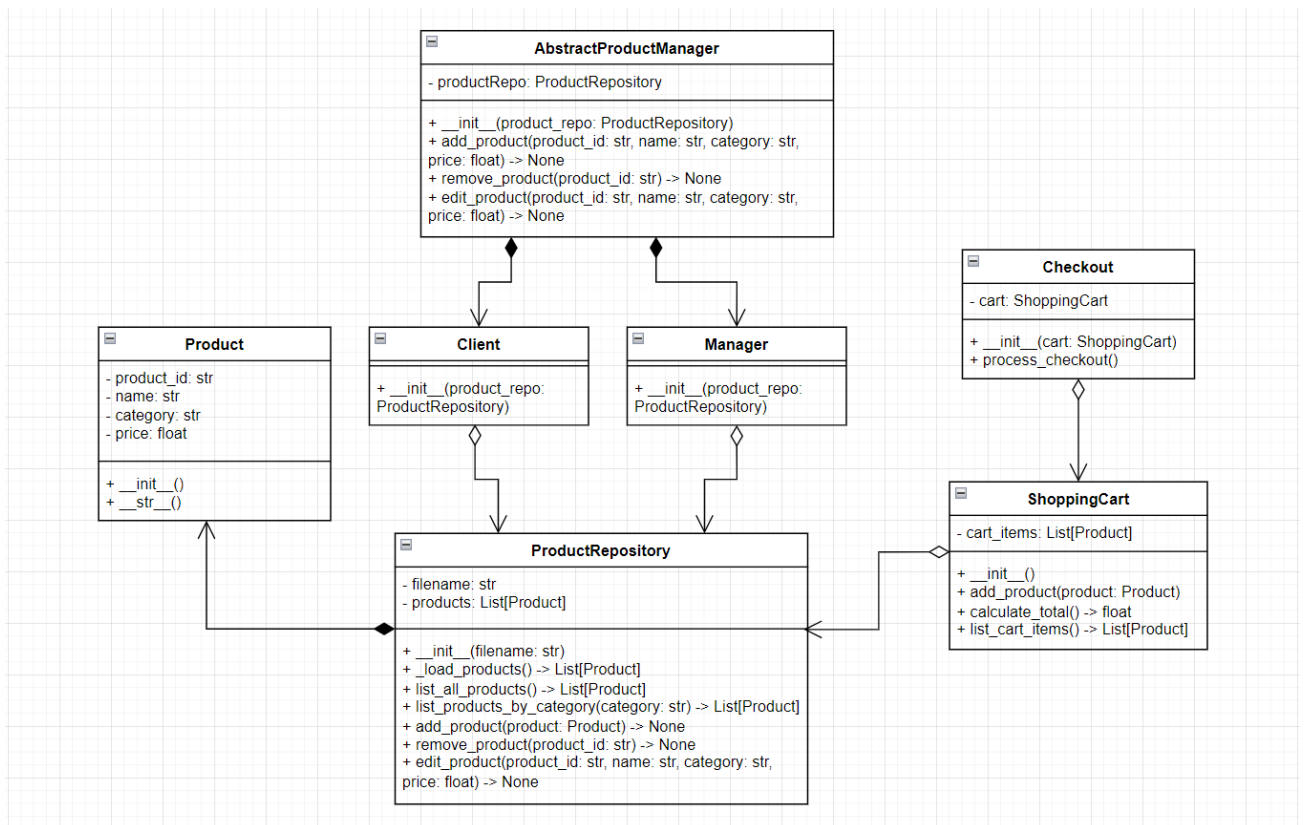 AbstractProductManager
- productRepo: ProductRepository
+ __init__(product_repo: ProductRepository)
+ add_product(product_id: str, name: str, category: str,
price: float) -> None
+ remove_product(product_id: str) -> None
+ edit_product(product_id: str, name: str, category: str,
price: float) -> None
Checkout
- cart: ShoppingCart
+ __init__(cart: ShoppingCart)
+ process_checkout()
Product
- product_id: str
- name: str
- category: str
- price: float
+ __init__()
+ __str__()
Client
+ __init__(product_repo:
ProductRepository)
Manager
+ __init__(product_repo:
ProductRepository)
ShoppingCart
- cart_items: List[Product]
+ __init__()
+ add_product(product: Product)
+ calculate_total() -> float
+ list_cart_items() -> List[Product]
ProductRepository
- filename: str
- products: List[Product]
+ __init__(filename: str)
+ _load_products() -> List[Product]
+ list_all_products() -> List[Product]
+ list_products_by_category(category: str) -> List[Product]
+ add_product(product: Product) -> None
+ remove_product(product_id: str) -> None
+ edit_product(product_id: str, name: str, category: str,
price: float) -> None